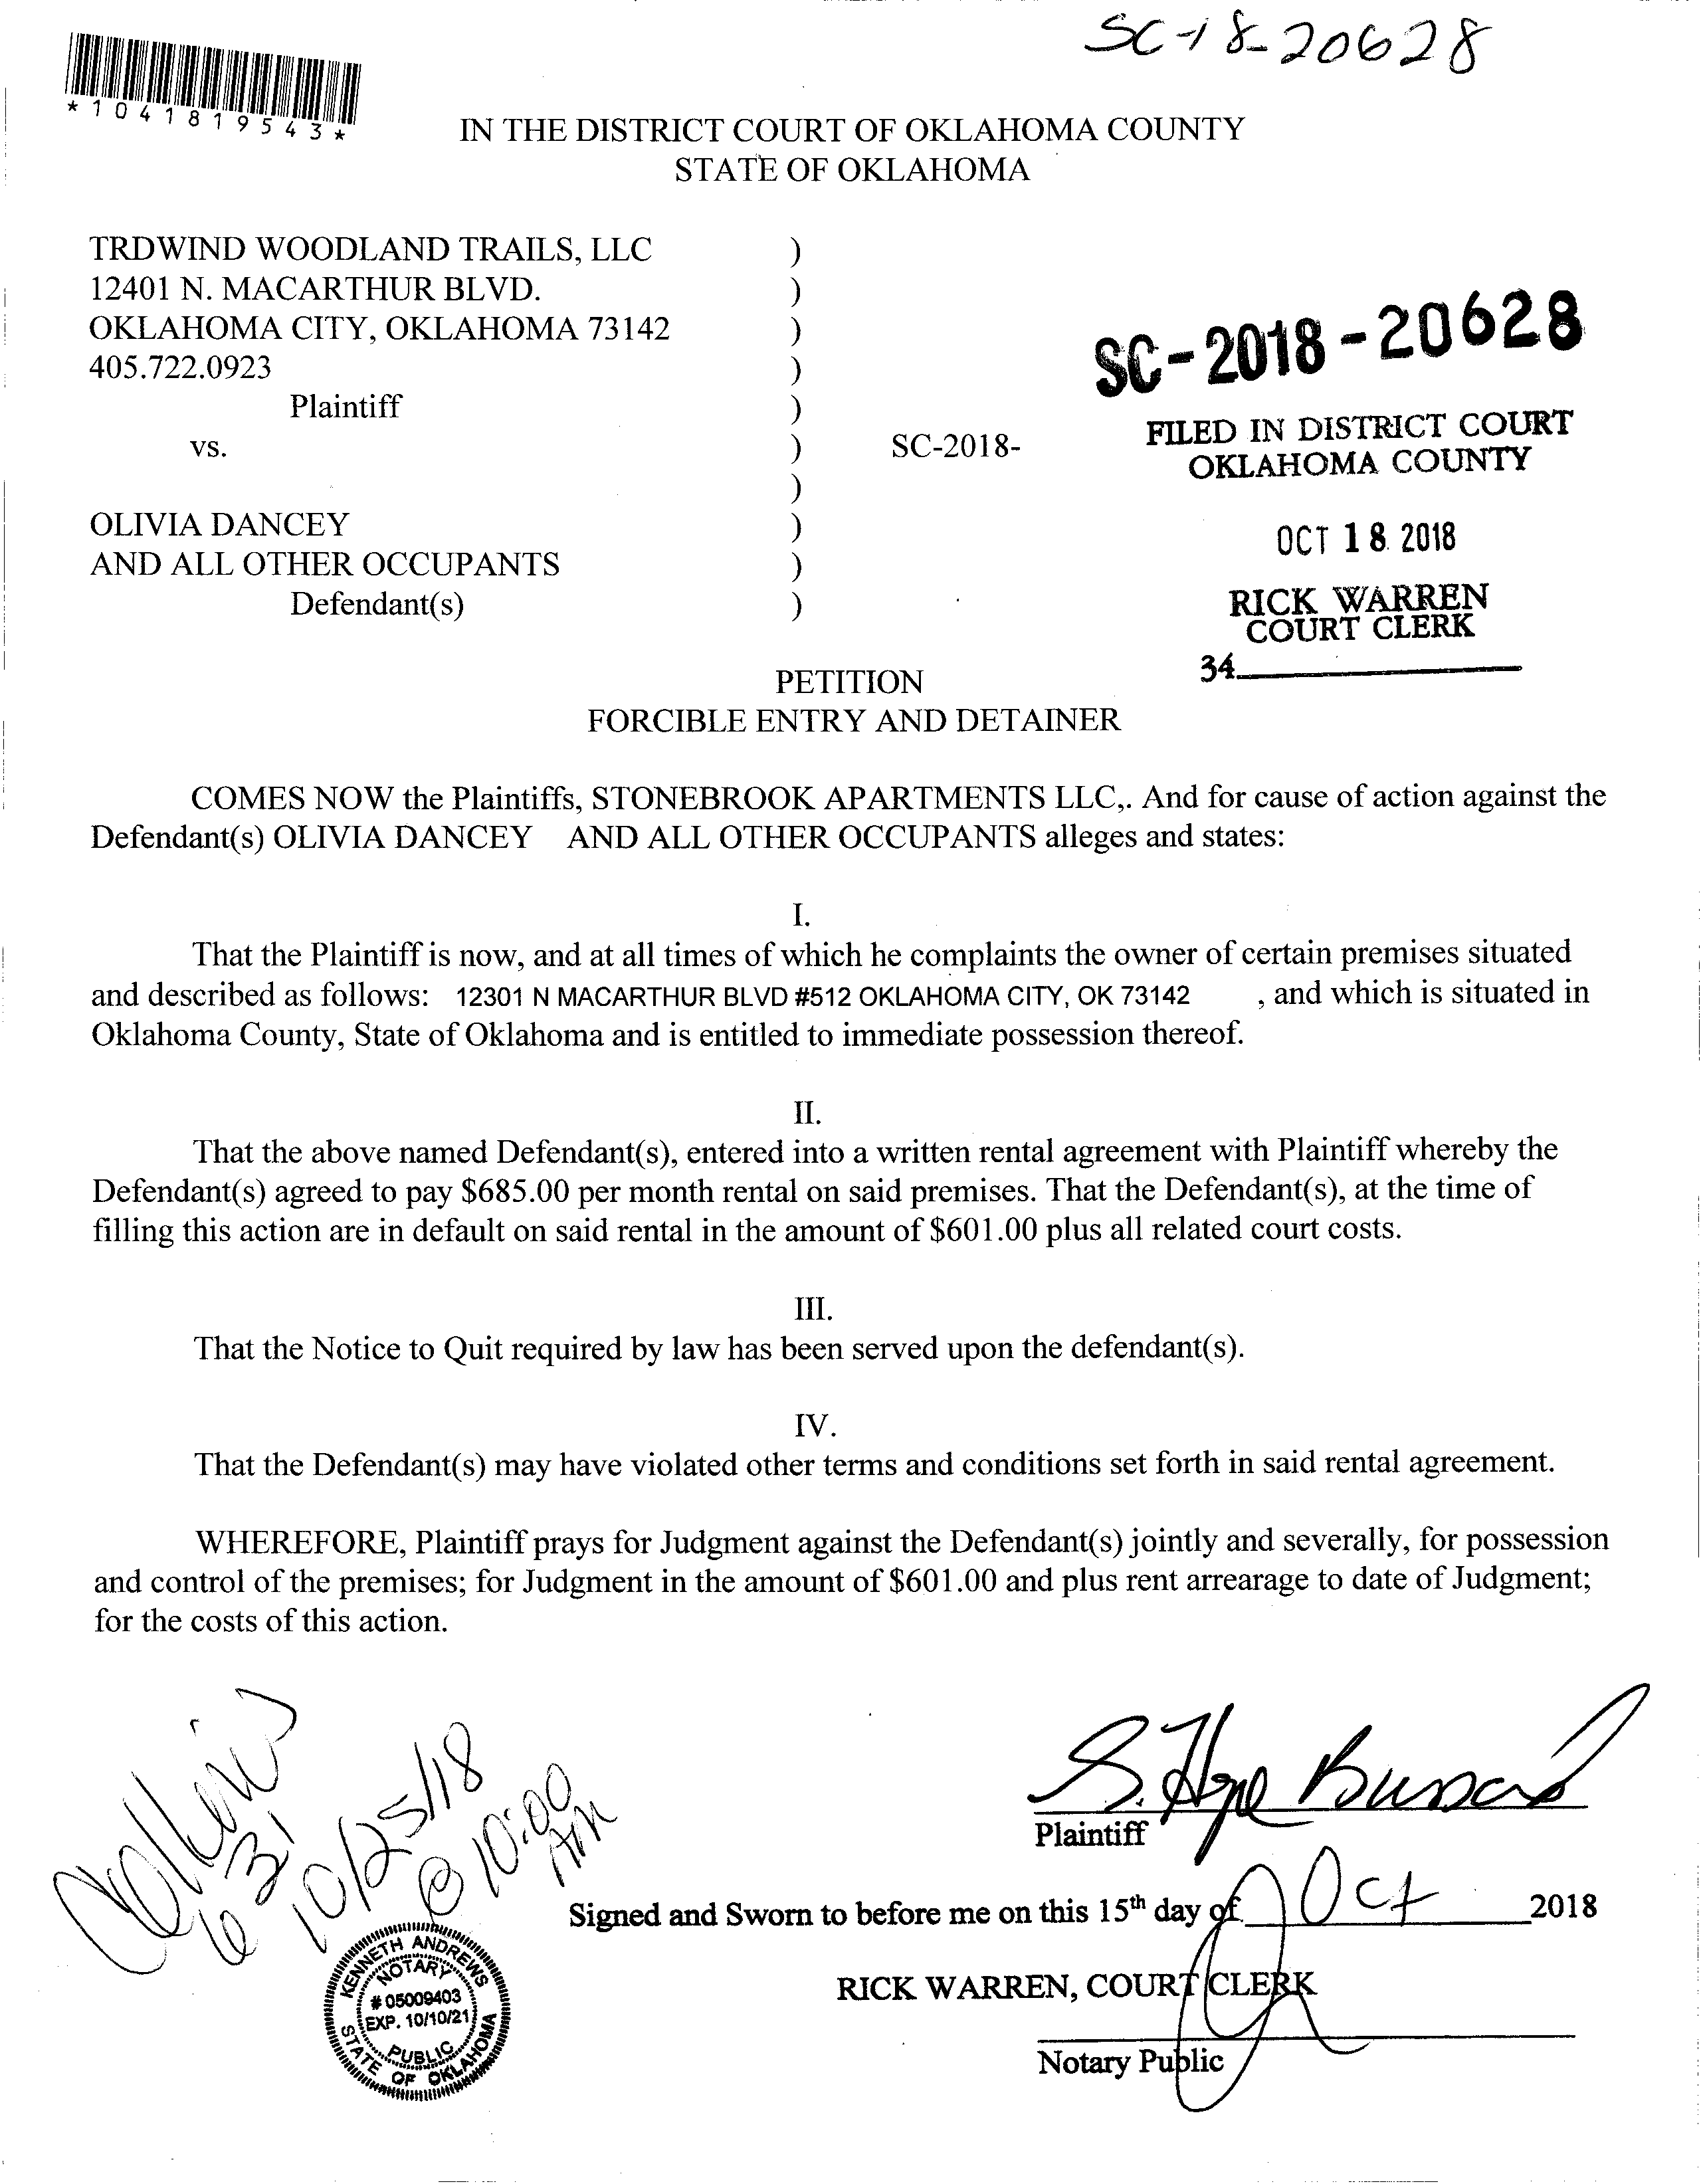 SC-18-20628
*1041819543*
IN THE DISTRICT COURT OF OKLAHOMA COUNTY
STATE OF OKLAHOMA
TRDWIND WOODLAND TRAILS, LLC )
12401 N. MACARTHUR BLVD. )
OKLAHOMA CITY, OKLAHOMA 73142 )
405.722.0923 )
Plaintiff )
vs. ) SC-2018-
)
OLIVIA DANCEY )
AND ALL OTHER OCCUPANTS )
Defendant(s) )
SC-2018-20628
FILED IN DISTRICT COURT
OKLAHOMA COUNTY
OCT 18 2018
RICK WARREN
COURT CLERK
34
PETITION
FORCIBLE ENTRY AND DETAINER
COMES NOW the Plaintiffs, STONEBROOK APARTMENTS LLC,. And for cause of action against the
Defendant(s) OLIVIA DANCEY AND ALL OTHER OCCUPANTS alleges and states:
I.
That the Plaintiff is now, and at all times of which he complaints the owner of certain premises situated
and described as follows: 12301 N MACARTHUR BLVD #512 OKLAHOMA CITY, OK 73142 , and which is situated in
Oklahoma County, State of Oklahoma and is entitled to immediate possession thereof.
II.
That the above named Defendant(s), entered into a written rental agreement with Plaintiff whereby the
Defendant(s) agreed to pay $685.00 per month rental on said premises. That the Defendant(s), at the time of
filling this action are in default on said rental in the amount of $601.00 plus all related court costs.
III.
That the Notice to Quit required by law has been served upon the defendant(s).
IV.
That the Defendant(s) may have violated other terms and conditions set forth in said rental agreement.
WHEREFORE, Plaintiff prays for Judgment against the Defendant(s) jointly and severally, for possession
and control of the premises; for Judgment in the amount of $601.00 and plus rent arrearage to date of Judgment;
for the costs of this action.
Collins
631
10/25/18
@ 10:00
AM
S. Hope
Plaintiff
Signed and Sworn to before me on this 15th day of Oct 2018
RICK WARREN, COURT CLERK
Notary Public
KENNETH ANDREWS
NOTARY
# 05009403
EXP. 10/10/21
PUBLIC
STATE OF OKLAHOMA